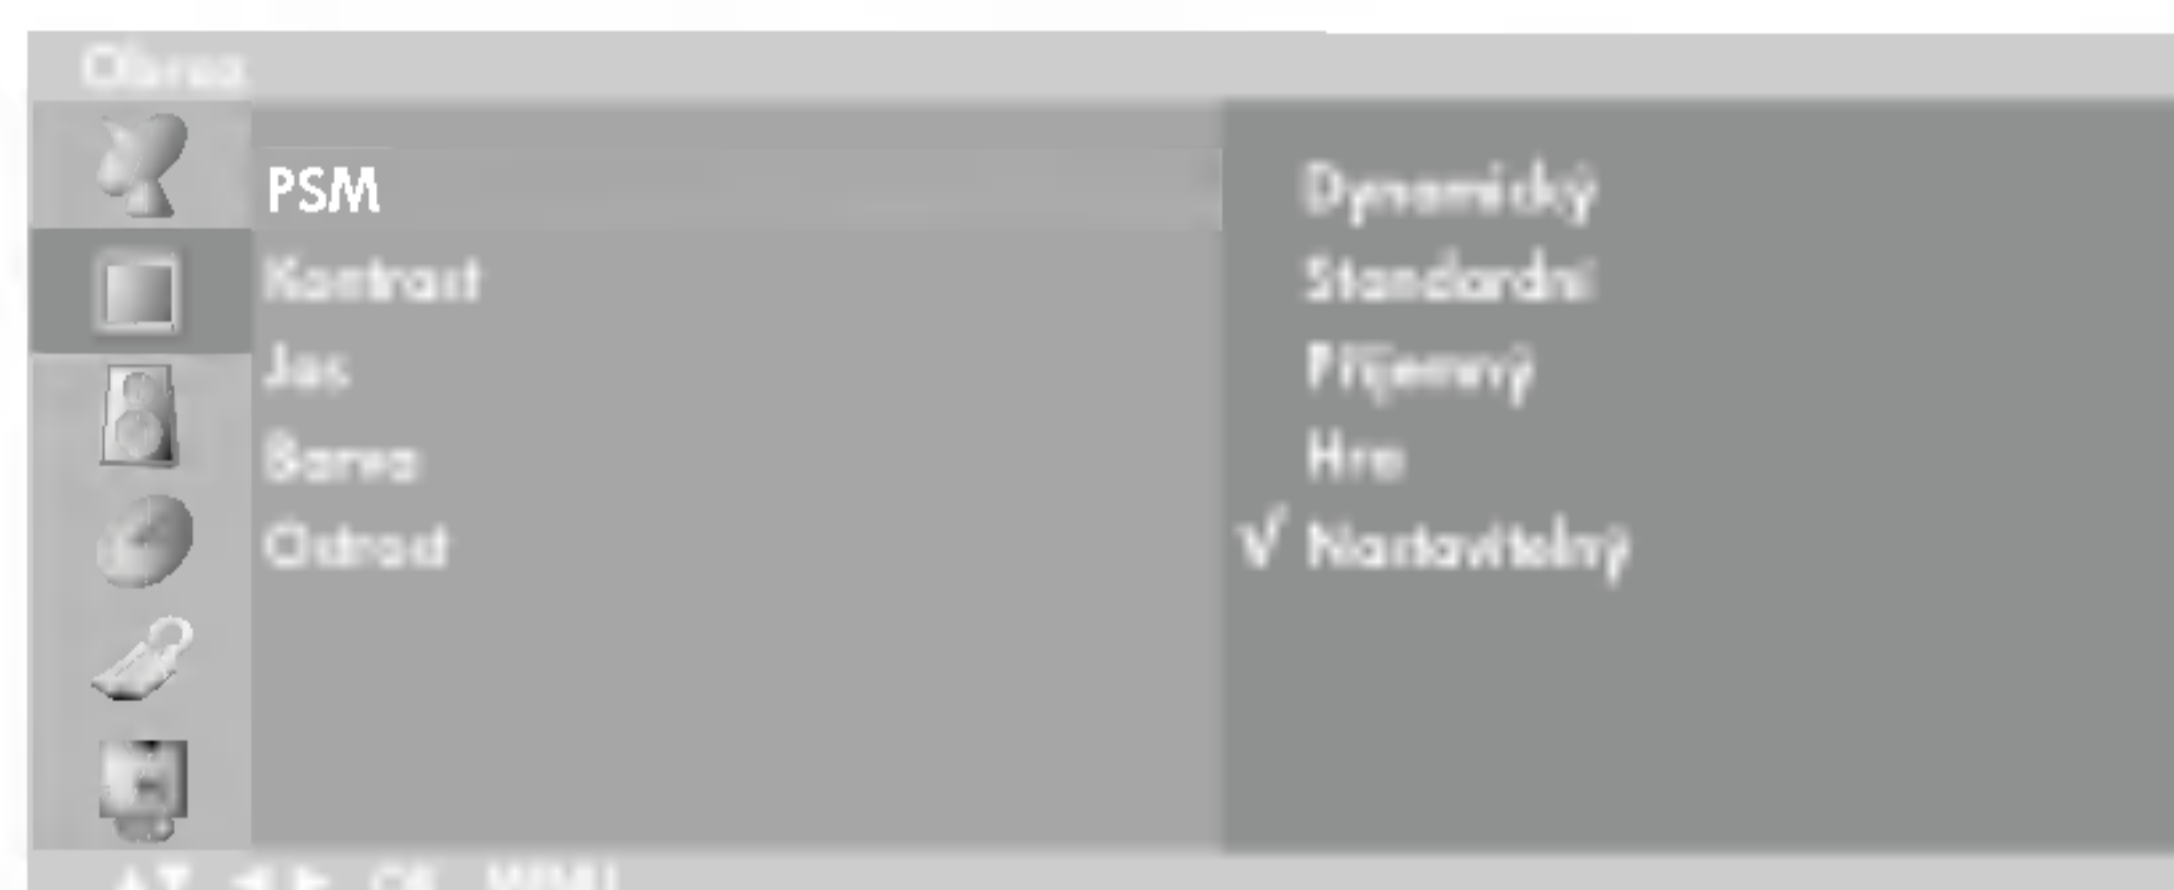 Obraz
PSM
Kontrast
Jas
Barva
Ostrost
Dynamický
Standardní
Příjemný
Hra
√ Nastavitelný
▲▼ ◀ ▶ OK MENU